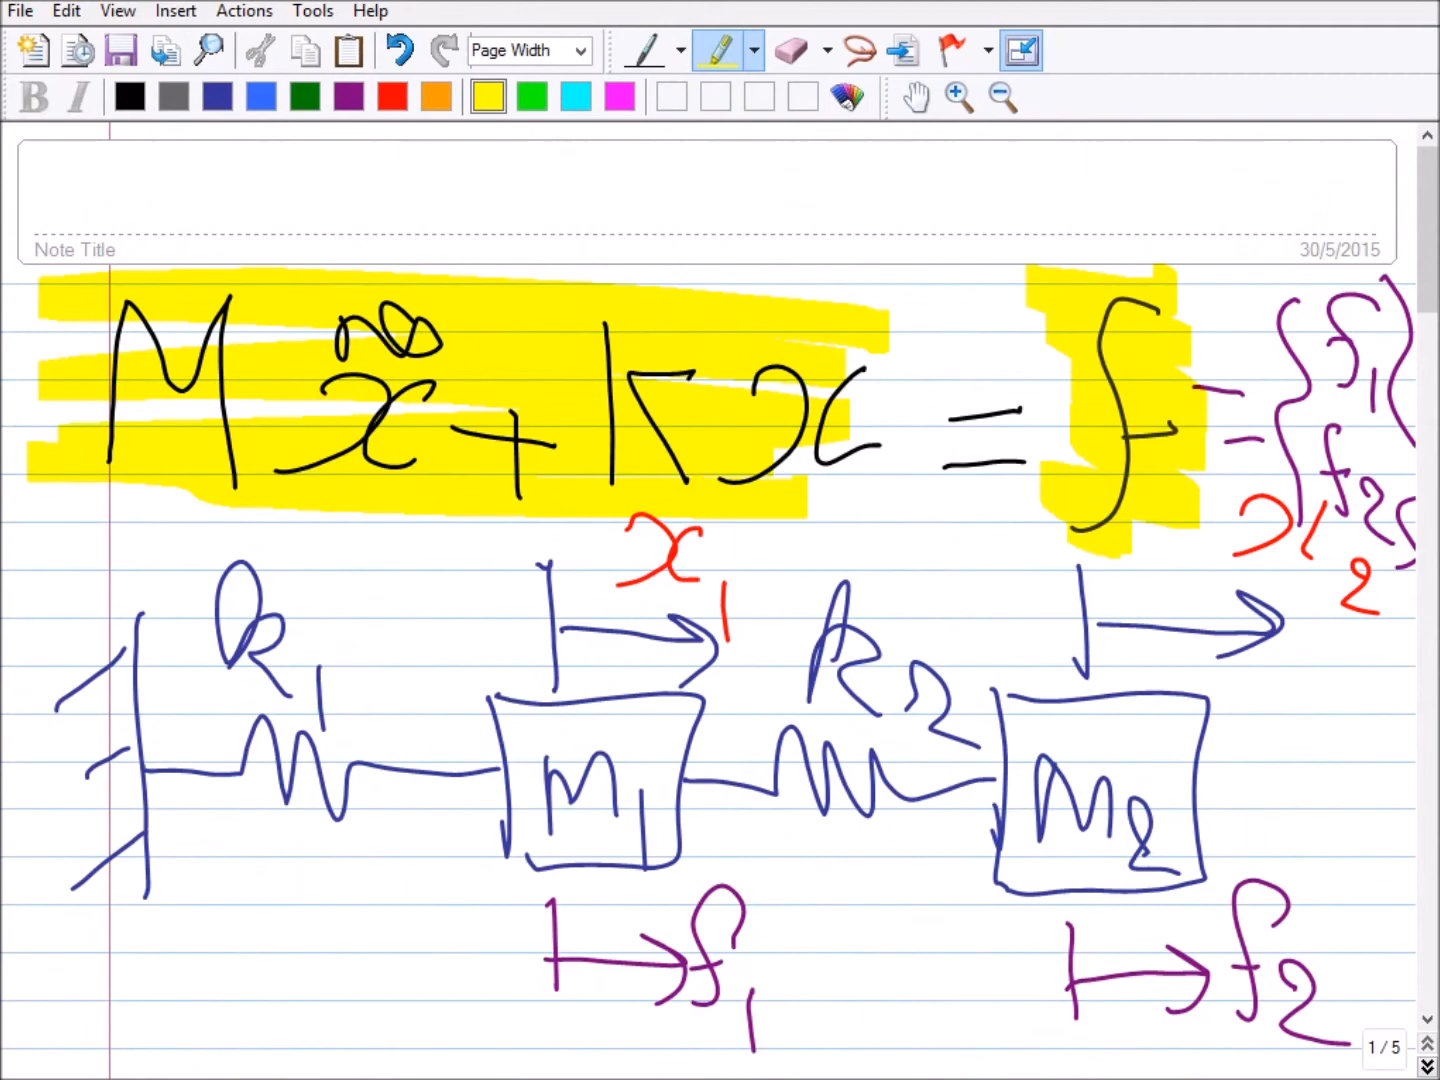 File Edit View Insert Actions Tools Help
Page Width
B I
Note Title
30/5/2015
Mẍ + Kx = f = {f1 f2}
x1 x2
k1 k2
M1 M2
f1 f2
1 / 5